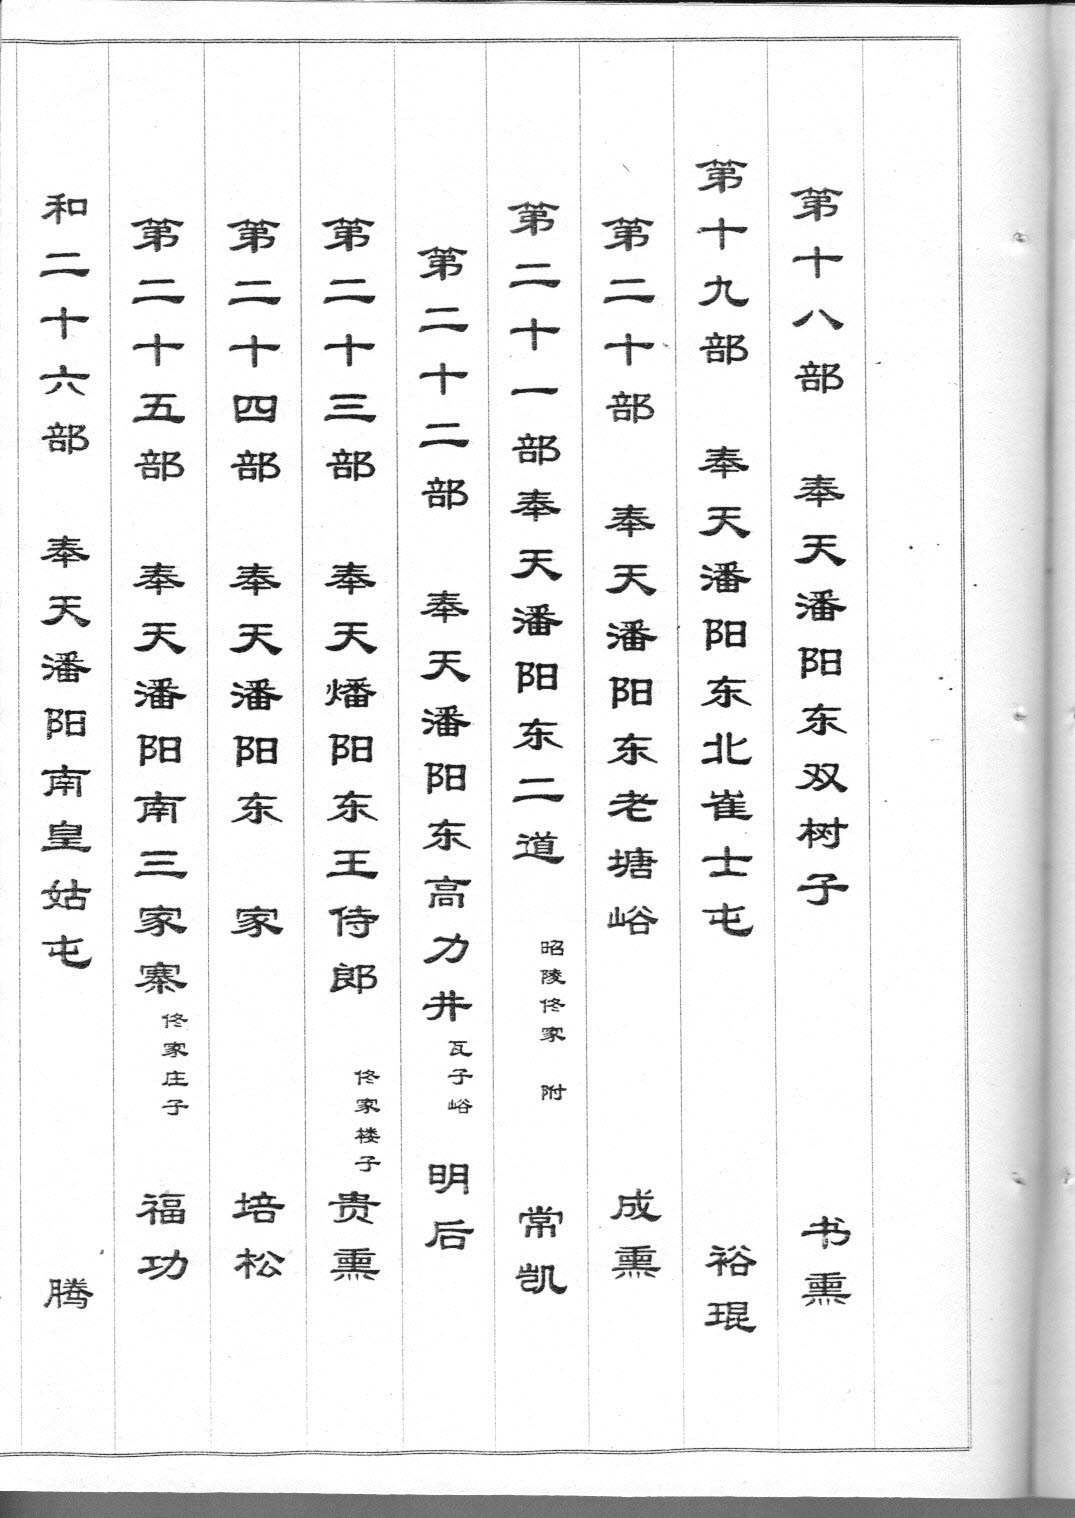 第十八部 奉天潘阳东双树子 书熏
第十九部 奉天潘阳东北崔士屯 裕琨
第二十部 奉天潘阳东老塘峪 成熏
第二十一部奉天潘阳东二道 昭陵佟家 附 常凯
第二十二部 奉天潘阳东高力井 瓦子峪 明后
第二十三部 奉天燔阳东王侍郎 佟家楼子 贵熏
第二十四部 奉天潘阳东 家 培松
第二十五部 奉天潘阳南三家寨 佟家庄子 福功
和二十六部 奉天潘阳南皇姑屯 腾